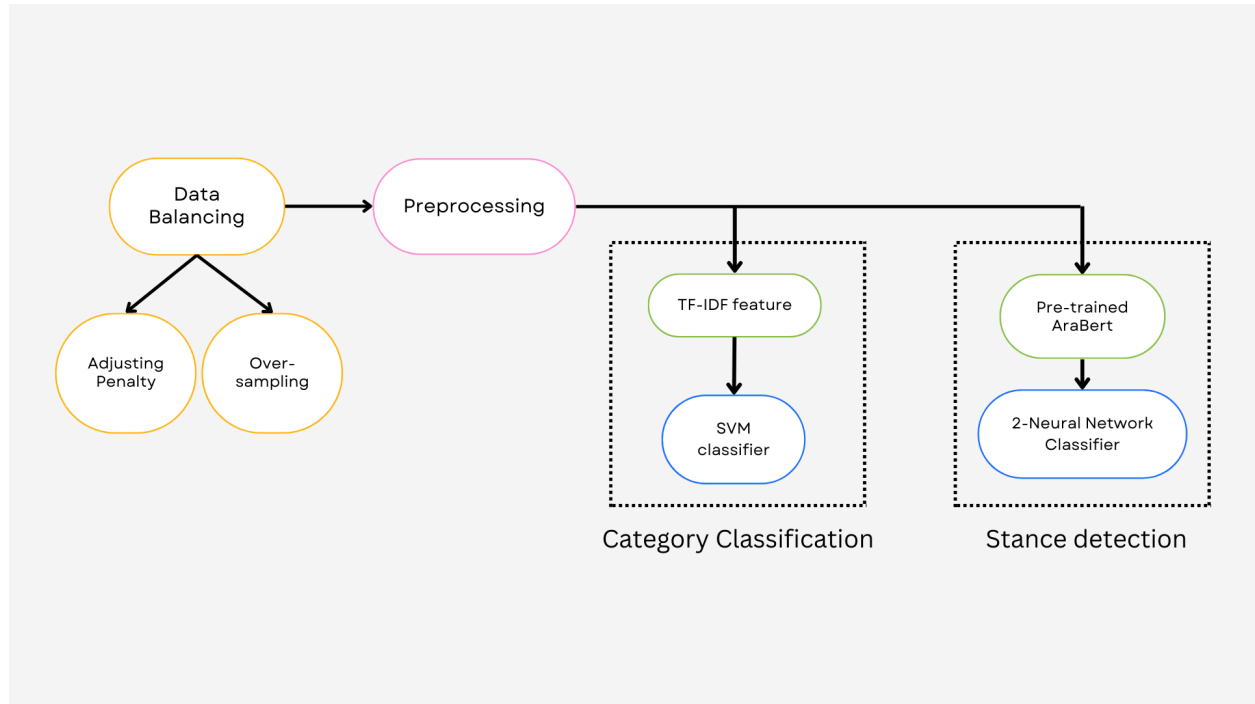 Data
Balancing
Preprocessing
Adjusting
Penalty
Over-
sampling
TF-IDF feature
SVM
classifier
Category Classification
Pre-trained
AraBert
2-Neural Network
Classifier
Stance detection